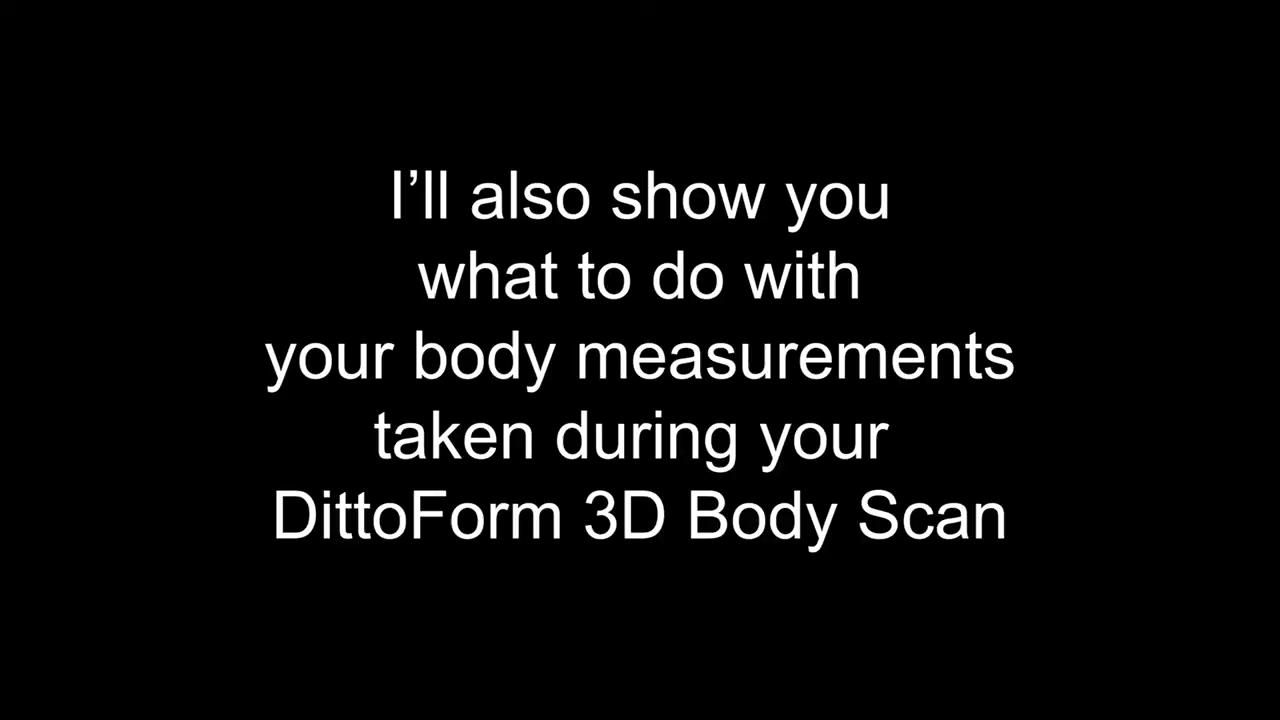 I’ll also show you
what to do with
your body measurements
taken during your
DittoForm 3D Body Scan